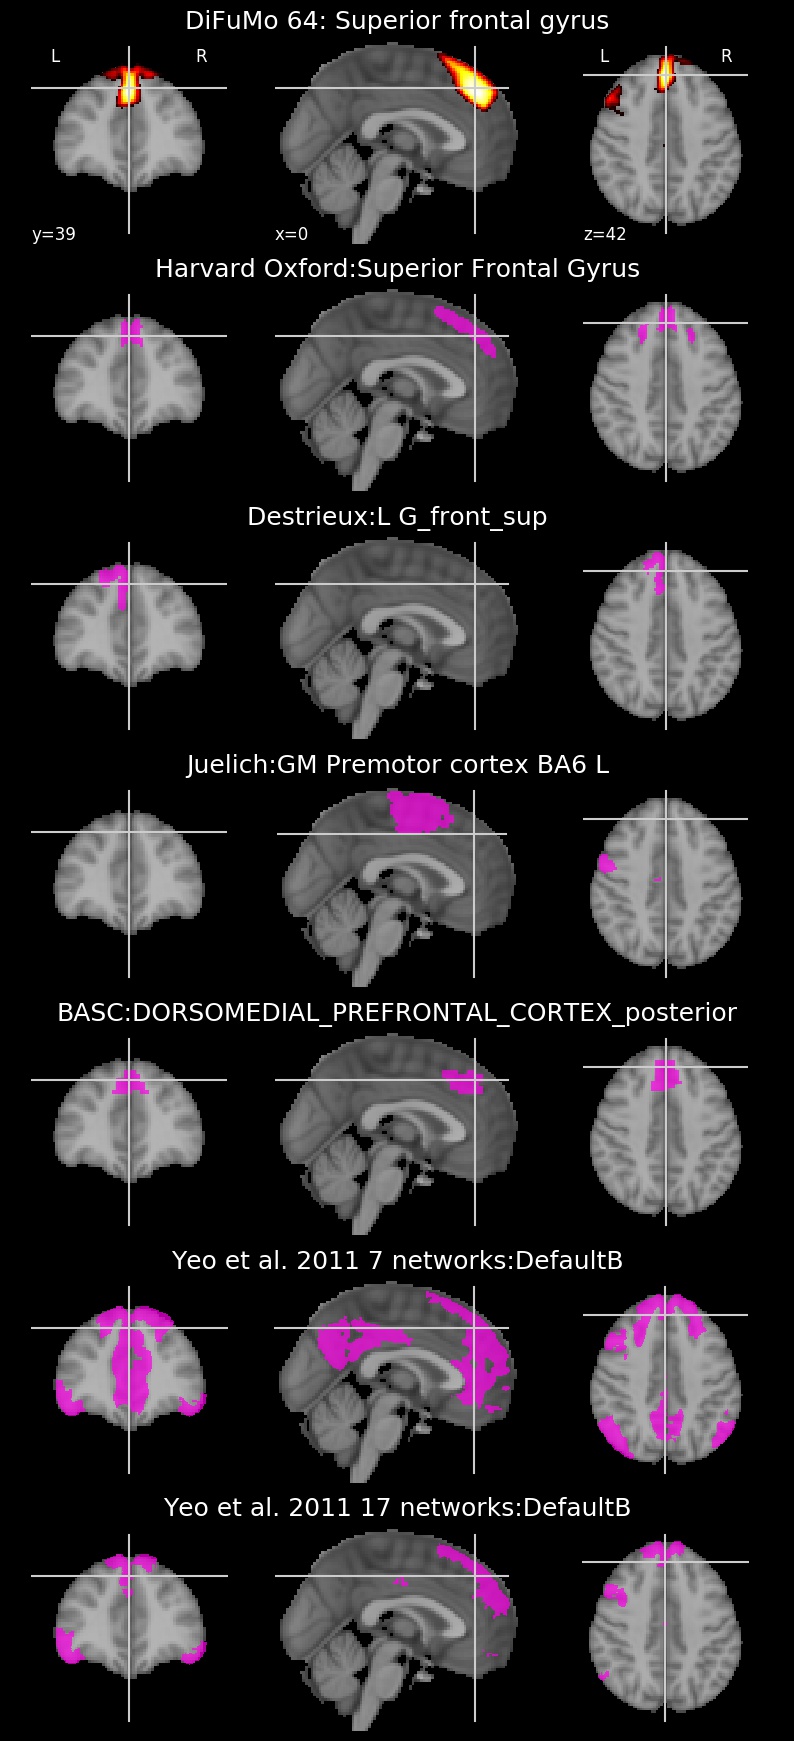 DiFuMo 64: Superior frontal gyrus
L R L R
y=39 x=0 z=42
Harvard Oxford:Superior Frontal Gyrus
Destrieux:L G_front_sup
Juelich:GM Premotor cortex BA6 L
BASC:DORSOMEDIAL_PREFRONTAL_CORTEX_posterior
Yeo et al. 2011 7 networks:DefaultB
Yeo et al. 2011 17 networks:DefaultB